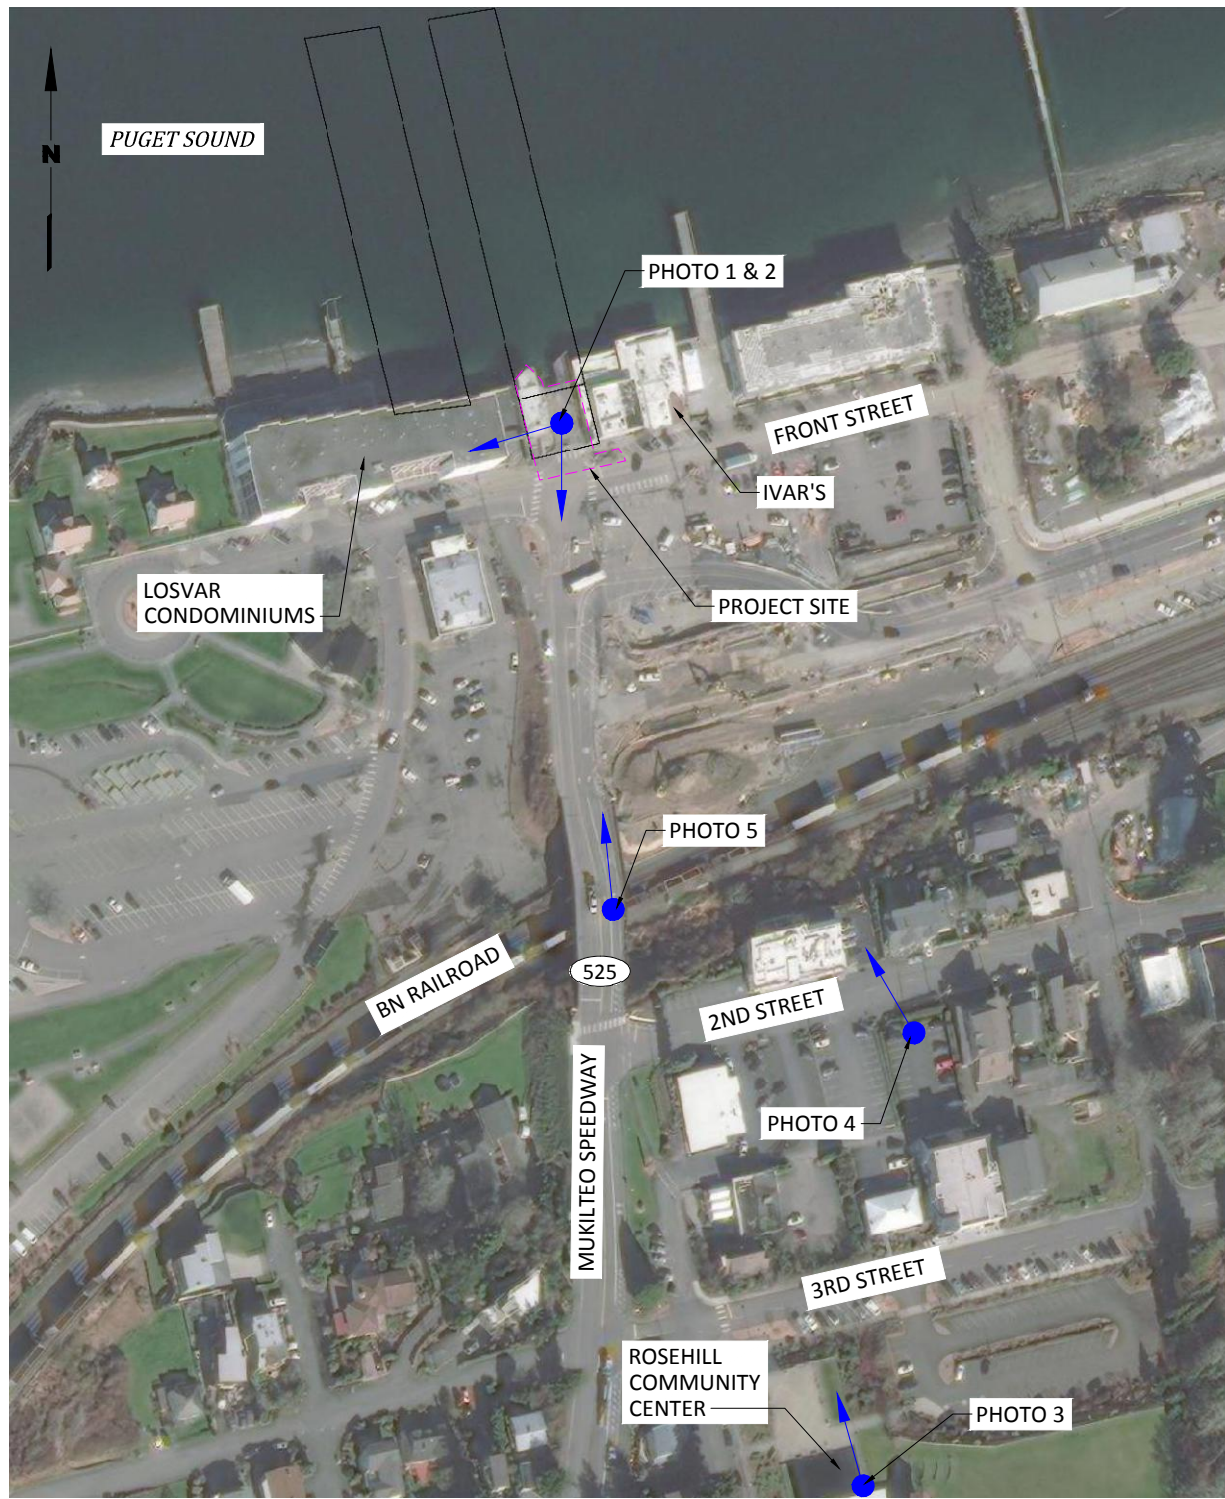 N
PUGET SOUND
PHOTO 1 & 2
FRONT STREET
IVAR'S
LOSVAR
CONDOMINIUMS
PROJECT SITE
PHOTO 5
BN RAILROAD
525
2ND STREET
MUKILTEO SPEEDWAY
PHOTO 4
3RD STREET
ROSEHILL
COMMUNITY
CENTER
PHOTO 3